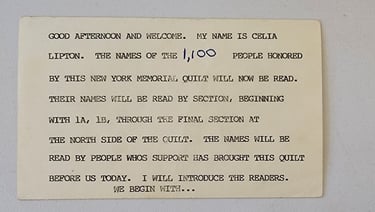 GOOD AFTERNOON AND WELCOME. MY NAME IS CELIA
LIPTON. THE NAMES OF THE 1,100 PEOPLE HONORED
BY THIS NEW YORK MEMORIAL QUILT WILL NOW BE READ.
THEIR NAMES WILL BE READ BY SECTION, BEGINNING
WITH 1A, 1B, THROUGH THE FINAL SECTION AT
THE NORTH SIDE OF THE QUILT. THE NAMES WILL BE
READ BY PEOPLE WHOS SUPPORT HAS BROUGHT THIS QUILT
BEFORE US TODAY. I WILL INTRODUCE THE READERS.
WE BEGIN WITH...